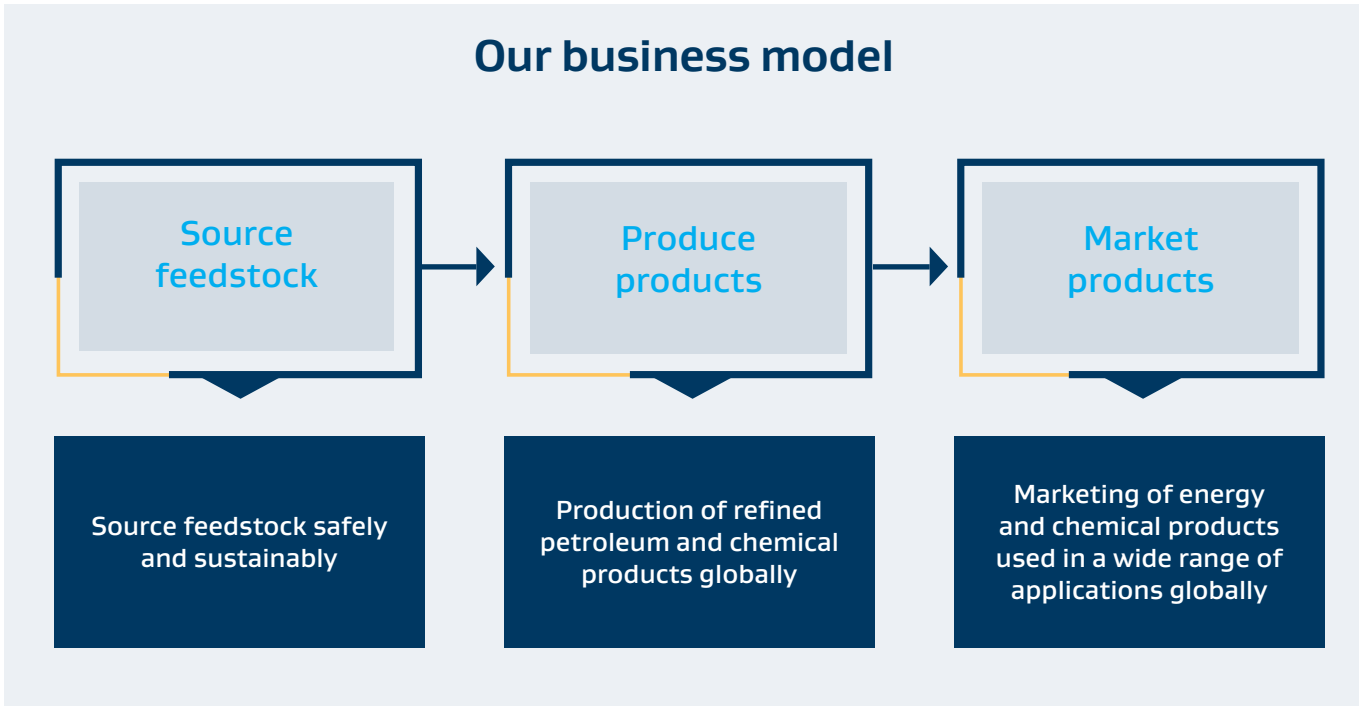 Our business model
Source
feedstock
Produce
products
Market
products
Source feedstock safely
and sustainably
Production of refined
petroleum and chemical
products globally
Marketing of energy
and chemical products
used in a wide range of
applications globally